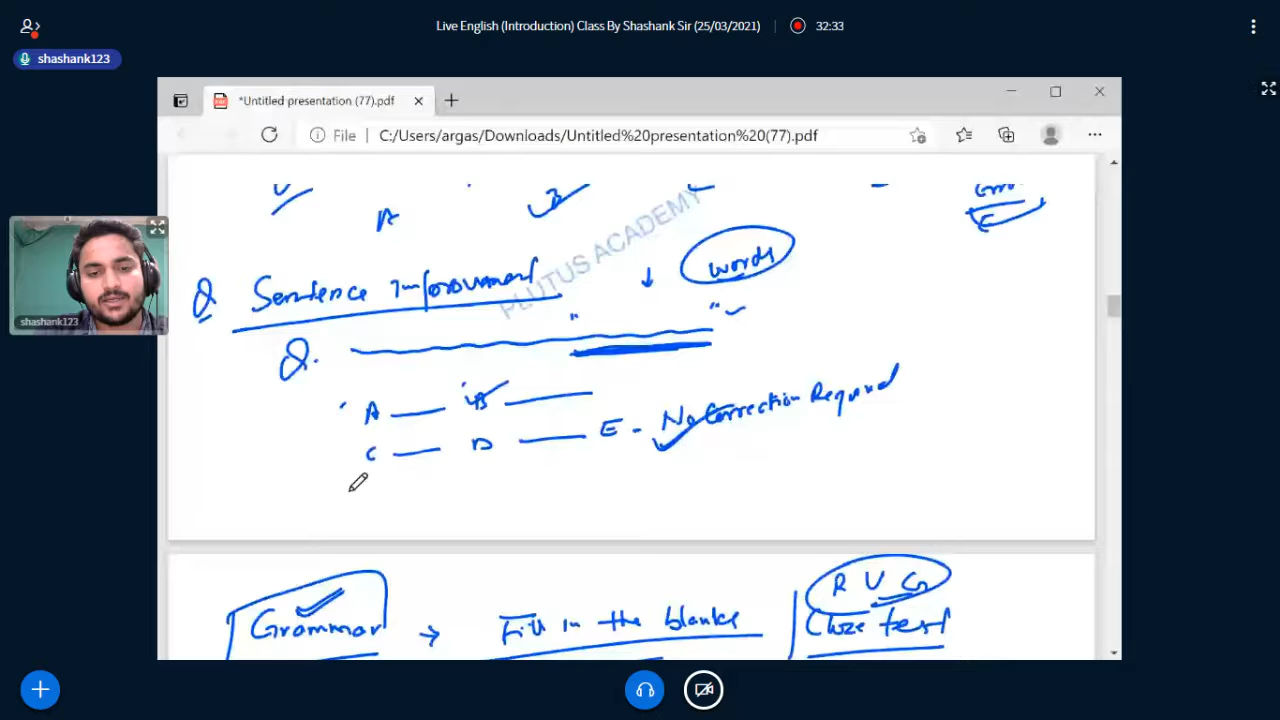 Live English (Introduction) Class By Shashank Sir (25/03/2021)
32:33
shashank123
*Untitled presentation (77).pdf
File
C:/Users/argas/Downloads/Untitled%20presentation%20(77).pdf
A
B
PLUTUS ACADEMY
shashank123
Q Sentence Improvement
words
Q.
A B
C D E - No Correction Required
Grammar → Fill in the blanks
R V G
Cloze test